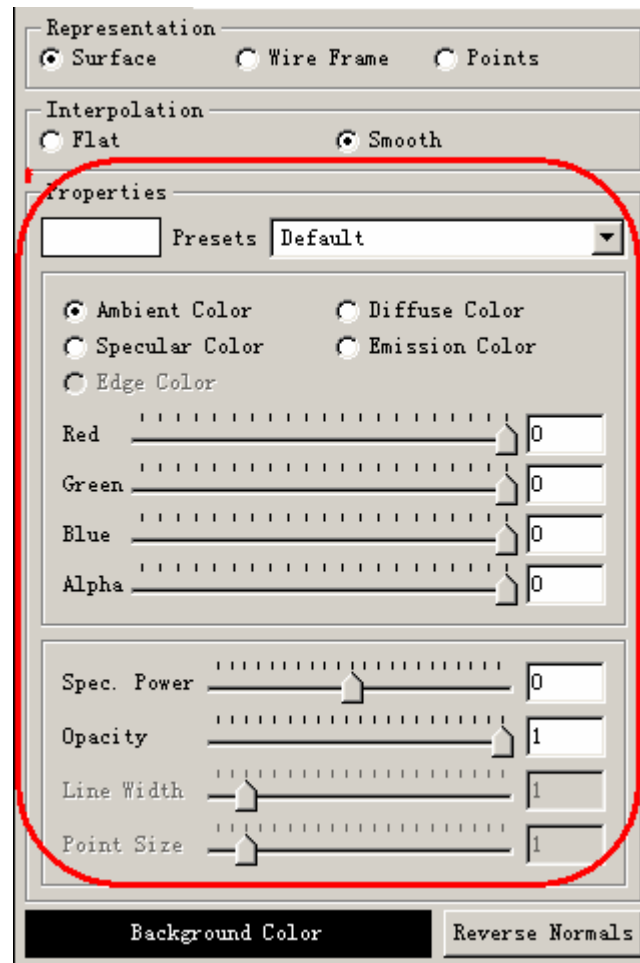 Representation
Surface Wire Frame Points
Interpolation
Flat Smooth
Properties
Presets Default
Ambient Color Diffuse Color
Specular Color Emission Color
Edge Color
Red 0
Green 0
Blue 0
Alpha 0
Spec. Power 0
Opacity 1
Line Width 1
Point Size 1
Background Color Reverse Normals